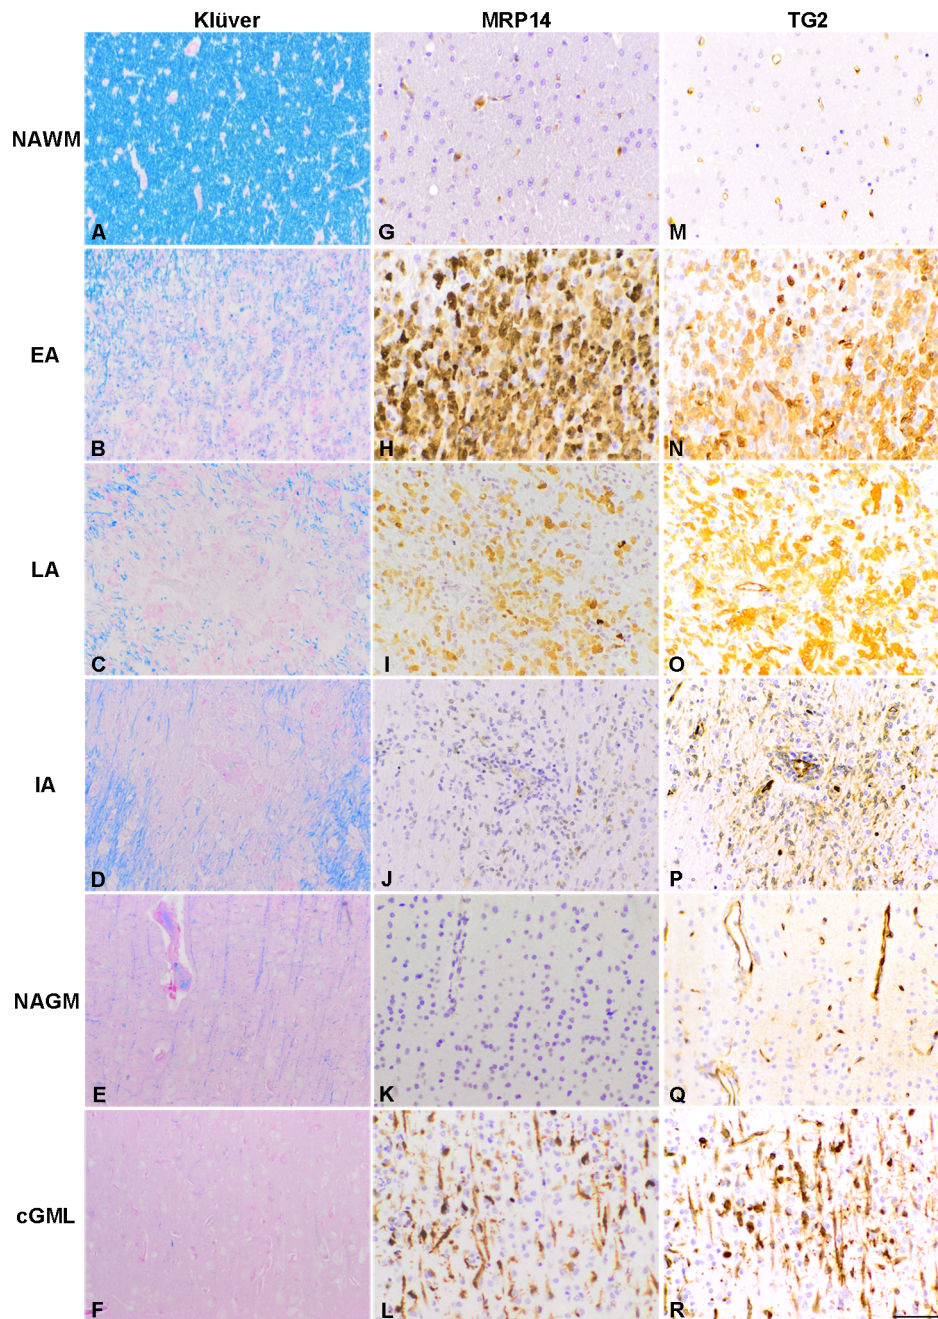 Klüver MRP14 TG2
NAWM A G M
EA B H N
LA C I O
IA D J P
NAGM E K Q
cGML F L R